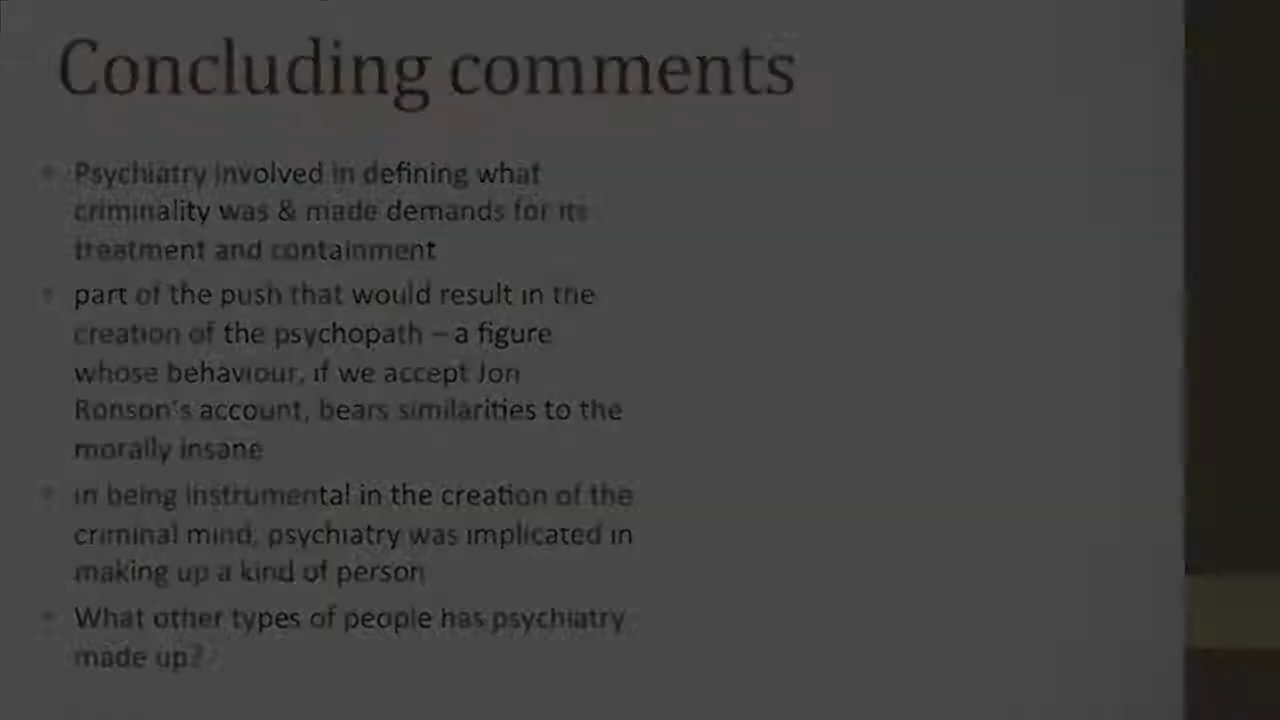 Concluding comments
Psychiatry involved in defining what
criminality was & made demands for its
treatment and containment
part of the push that would result in the
creation of the psychopath – a figure
whose behaviour, if we accept Jon
Ronson's account, bears similarities to the
morally insane
in being instrumental in the creation of the
criminal mind, psychiatry was implicated in
making up a kind of person
What other types of people has psychiatry
made up?